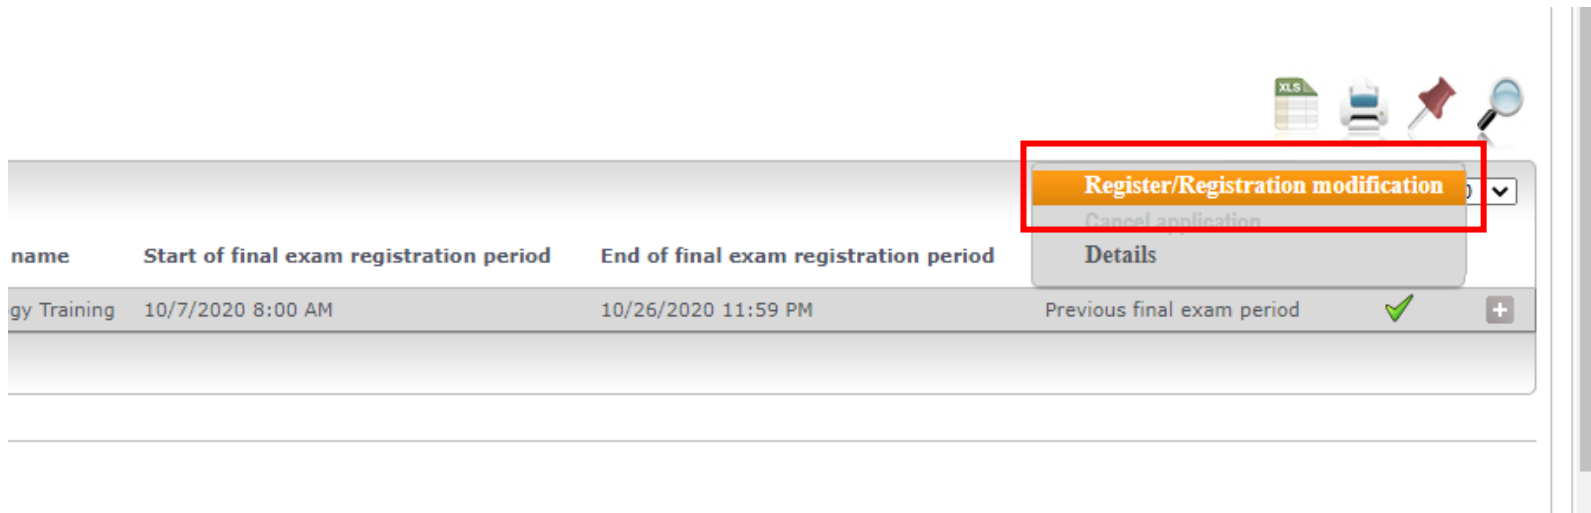 XLS
Register/Registration modification
Cancel application
name Start of final exam registration period End of final exam registration period Details
gy Training 10/7/2020 8:00 AM 10/26/2020 11:59 PM Previous final exam period